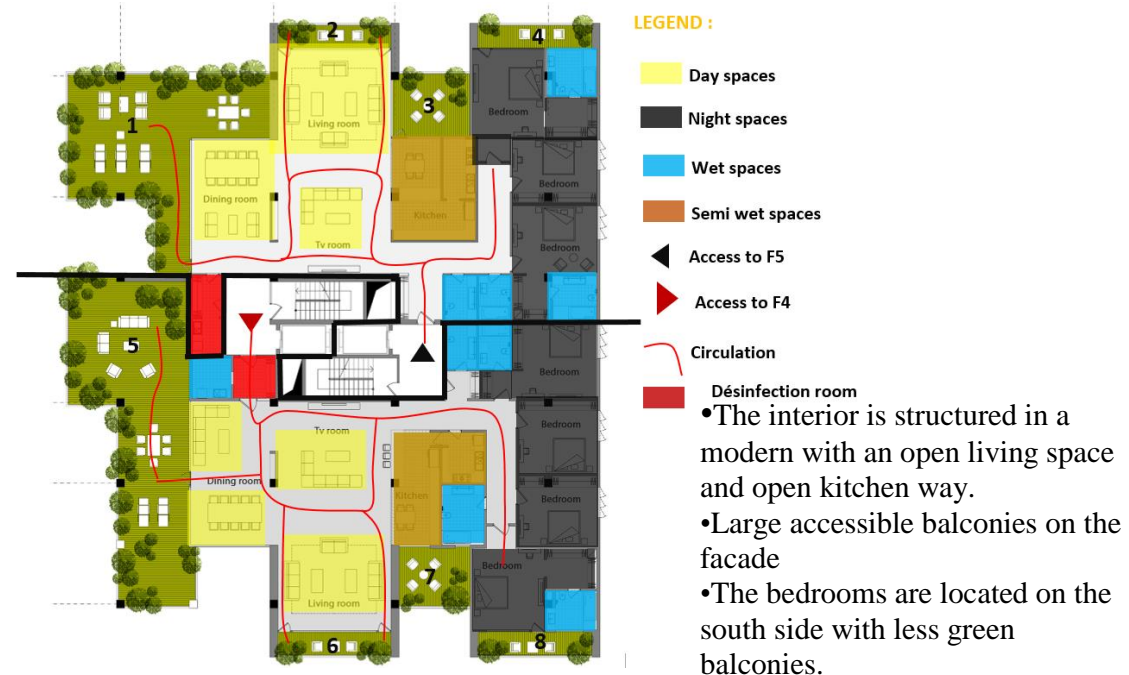 2
4
3
1
Bedroom
Living room
Bedroom
Dining room
Kitchen
Tv room
Bedroom
5
Bedroom
Tv room
Bedroom
Dining room
Kitchen
Bedroom
Bedroom
7
Living room
6
8
LEGEND :
Day spaces
Night spaces
Wet spaces
Semi wet spaces
Access to F5
Access to F4
Circulation
Désinfection room
•The interior is structured in a
modern with an open living space
and open kitchen way.
•Large accessible balconies on the
facade
•The bedrooms are located on the
south side with less green
balconies.